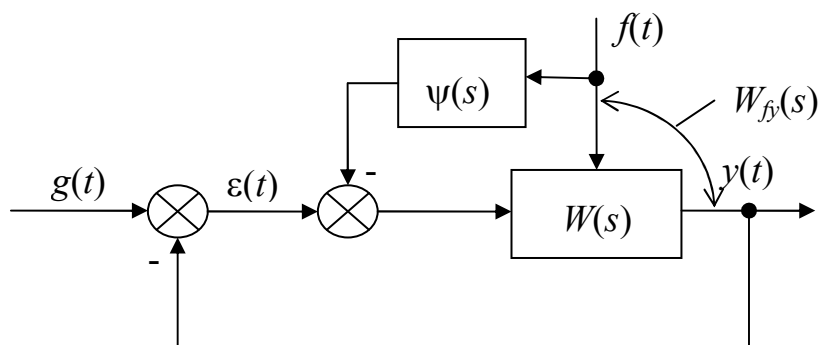 f(t)
ψ(s)
W_fy(s)
-
g(t)
ε(t)
y(t)
W(s)
-